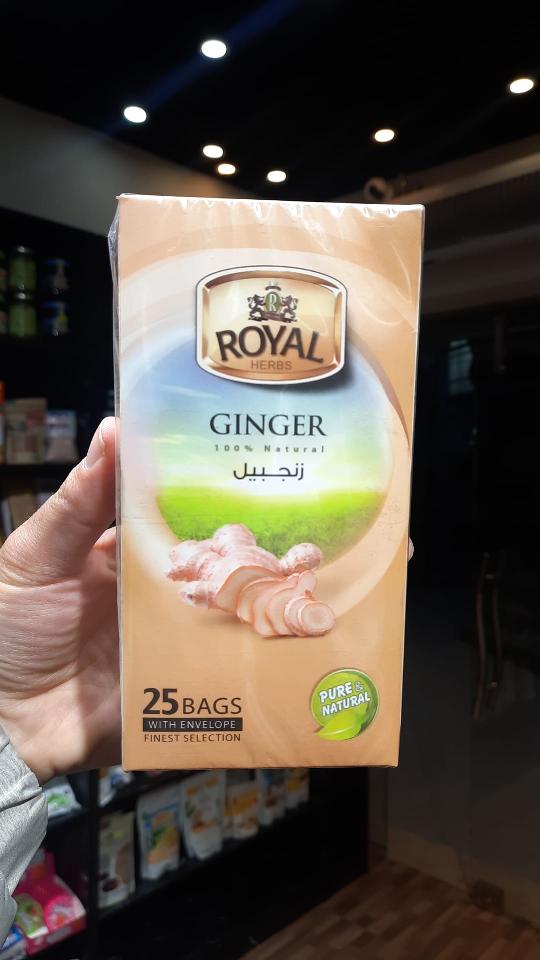 R
ROYAL
HERBS
GINGER
100% Natural
زنجبيل
25 BAGS
WITH ENVELOPE
FINEST SELECTION
PURE &
NATURAL